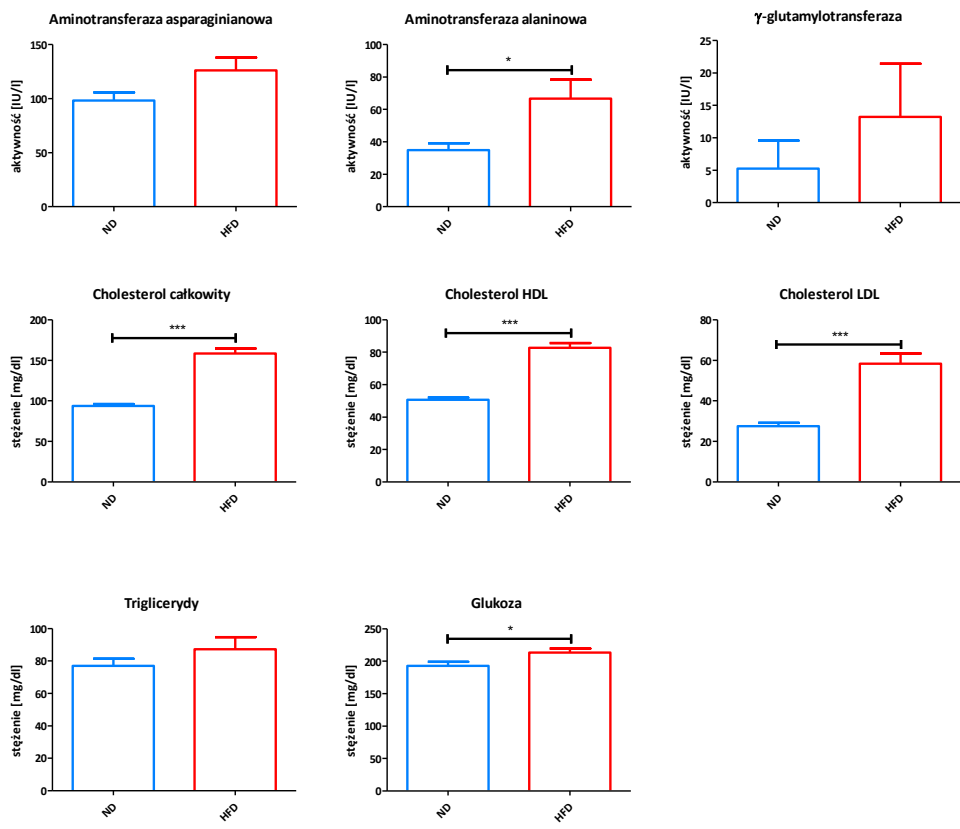 Aminotransferaza asparaginianowa
aktywność [IU/l]
150
100
50
0
ND
HFD
Aminotransferaza alaninowa
aktywność [IU/l]
100
80
60
40
20
0
*
ND
HFD
γ-glutamylotransferaza
aktywność [IU/l]
25
20
15
10
5
0
ND
HFD
Cholesterol całkowity
stężenie [mg/dl]
200
150
100
50
0
***
ND
HFD
Cholesterol HDL
stężenie [mg/dl]
100
80
60
40
20
0
***
ND
HFD
Cholesterol LDL
stężenie [mg/dl]
80
60
40
20
0
***
ND
HFD
Triglicerydy
stężenie [mg/dl]
100
80
60
40
20
0
ND
HFD
Glukoza
stężenie [mg/dl]
250
200
150
100
50
0
*
ND
HFD